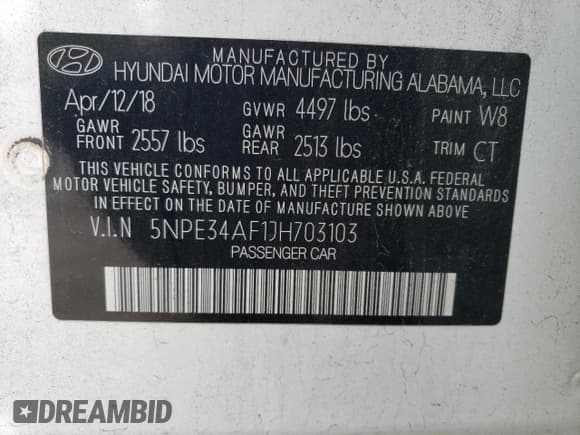 MANUFACTURED BY
HYUNDAI MOTOR MANUFACTURING ALABAMA, LLC
Apr/12/18 GVWR 4497 lbs PAINT W8
GAWR FRONT 2557 lbs GAWR REAR 2513 lbs TRIM CT
THIS VEHICLE CONFORMS TO ALL APPLICABLE U.S.A. FEDERAL
MOTOR VEHICLE SAFETY, BUMPER, AND THEFT PREVENTION STANDARDS
IN EFFECT ON THE DATE OF MANUFACTURE SHOWN ABOVE
V.I.N 5NPE34AF1JH703103
PASSENGER CAR
DREAMBID